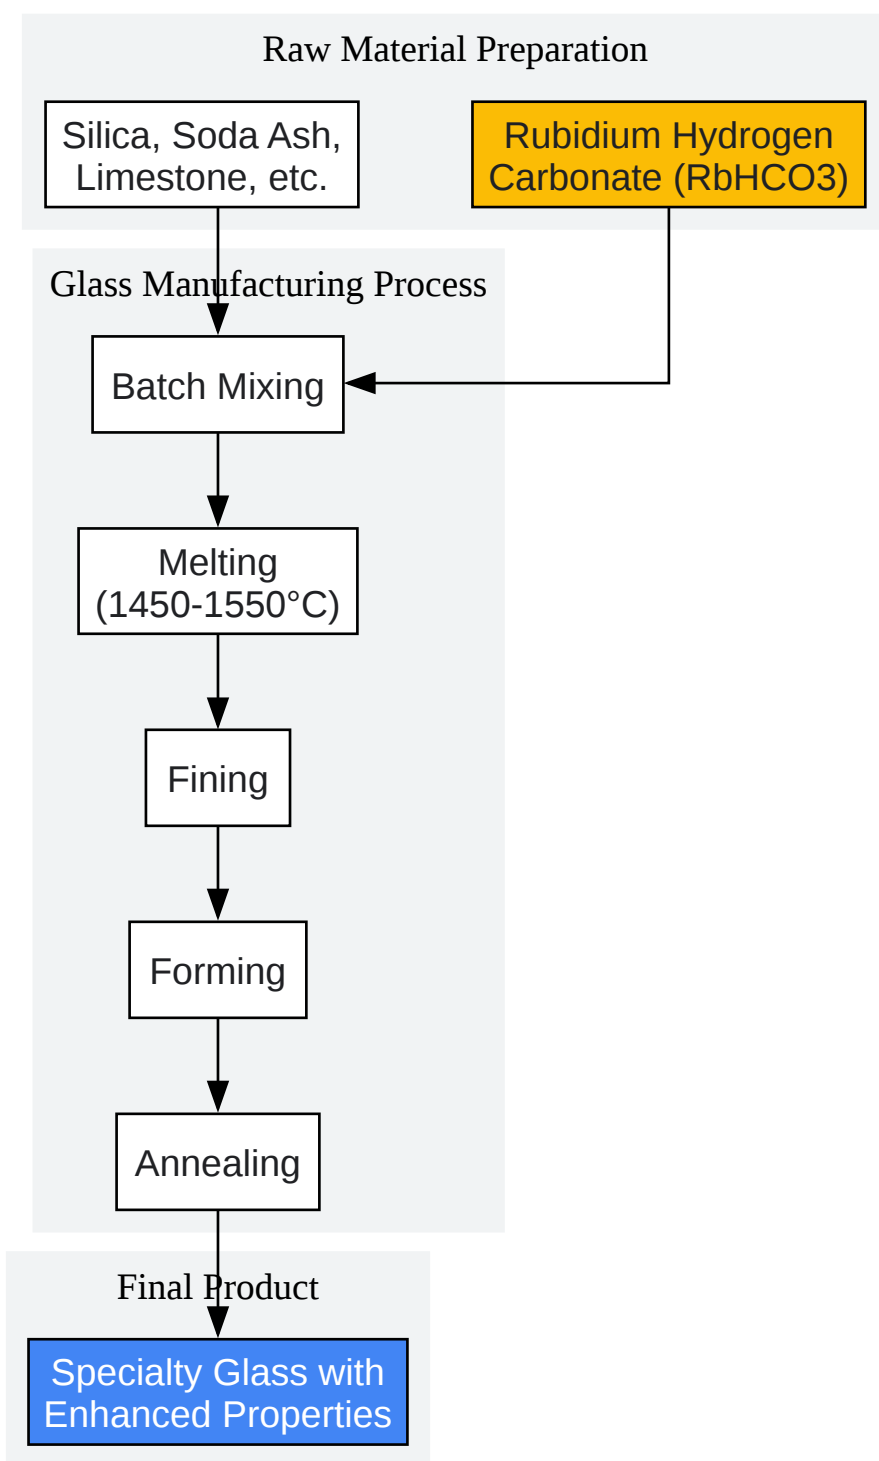 Raw Material Preparation
Silica, Soda Ash,
Limestone, etc.
Rubidium Hydrogen
Carbonate (RbHCO3)
Glass Manufacturing Process
Batch Mixing
Melting
(1450-1550°C)
Fining
Forming
Annealing
Final Product
Specialty Glass with
Enhanced Properties